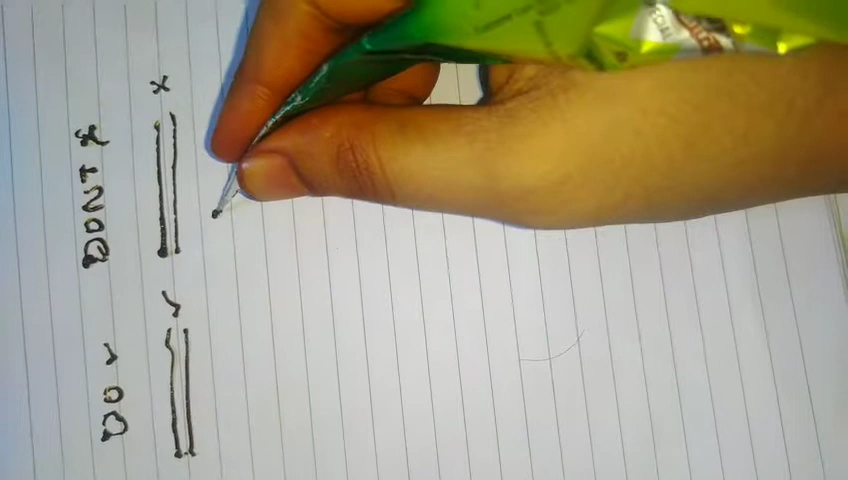 DO ✓ DONT ✗
✓ ✗